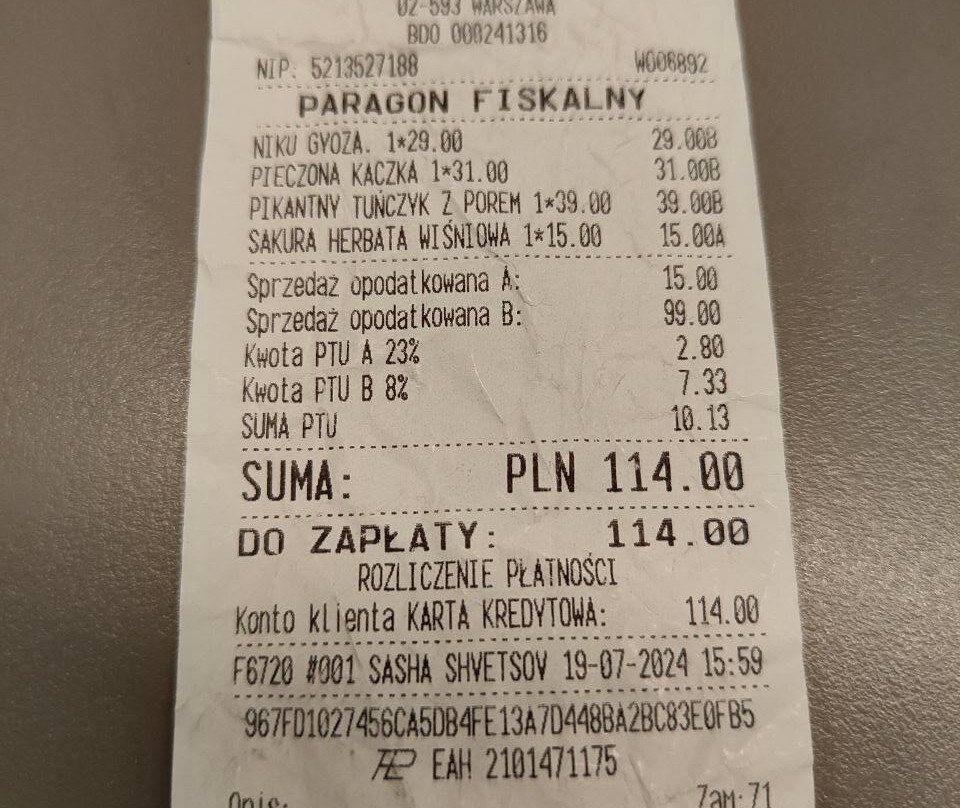 02-593 WARSZAWA
BDO 000241316
NIP: 5213527188 W006892
PARAGON FISKALNY
NIKU GYOZA. 1*29.00 29.00B
PIECZONA KACZKA 1*31.00 31.00B
PIKANTNY TUŃCZYK Z POREM 1*39.00 39.00B
SAKURA HERBATA WIŚNIOWA 1*15.00 15.00A
Sprzedaż opodatkowana A: 15.00
Sprzedaż opodatkowana B: 99.00
Kwota PTU A 23% 2.80
Kwota PTU B 8% 7.33
SUMA PTU 10.13
SUMA: PLN 114.00
DO ZAPŁATY: 114.00
ROZLICZENIE PŁATNOŚCI
Konto klienta KARTA KREDYTOWA: 114.00
F6720 #001 SASHA SHVETSOV 19-07-2024 15:59
967FD1027456CA5DB4FE13A7D448BA2BC83E0FB5
EAH 2101471175
Opis: Zam:71